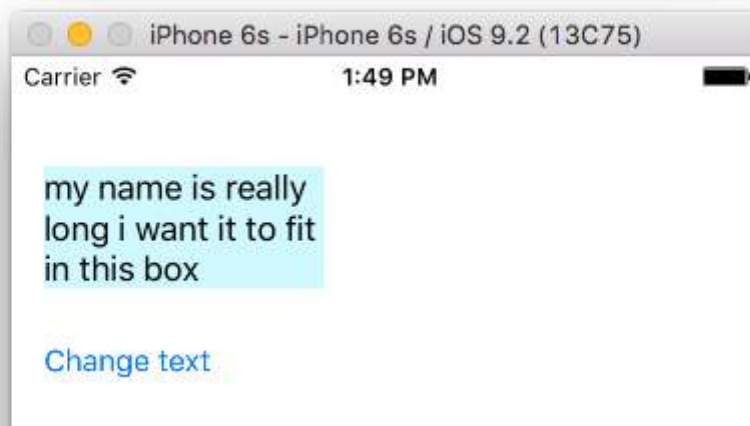 iPhone 6s - iPhone 6s / iOS 9.2 (13C75)
Carrier 1:49 PM
my name is really
long i want it to fit
in this box
Change text